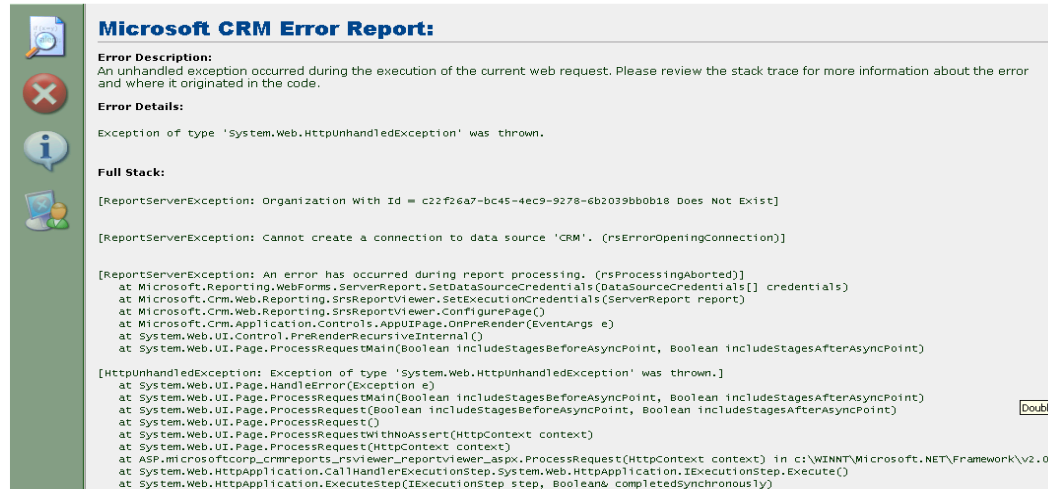 Microsoft CRM Error Report:
Error Description:
An unhandled exception occurred during the execution of the current web request. Please review the stack trace for more information about the error
and where it originated in the code.
Error Details:
Exception of type 'System.Web.HttpUnhandledException' was thrown.
Full Stack:
[ReportServerException: Organization With Id = c22f26a7-bc45-4ec9-9278-6b2039bb0b18 Does Not Exist]
[ReportServerException: Cannot create a connection to data source 'CRM'. (rsErrorOpeningConnection)]
[ReportServerException: An error has occurred during report processing. (rsProcessingAborted)]
at Microsoft.Reporting.WebForms.ServerReport.SetDataSourceCredentials(DataSourceCredentials[] credentials)
at Microsoft.Crm.Web.Reporting.SrsReportViewer.SetExecutionCredentials(ServerReport report)
at Microsoft.Crm.Web.Reporting.SrsReportViewer.ConfigurePage()
at Microsoft.Crm.Application.Controls.AppUIPage.OnPreRender(EventArgs e)
at System.Web.UI.Control.PreRenderRecursiveInternal()
at System.Web.UI.Page.ProcessRequestMain(Boolean includeStagesBeforeAsyncPoint, Boolean includeStagesAfterAsyncPoint)
[HttpUnhandledException: Exception of type 'System.Web.HttpUnhandledException' was thrown.]
at System.Web.UI.Page.HandleError(Exception e)
at System.Web.UI.Page.ProcessRequestMain(Boolean includeStagesBeforeAsyncPoint, Boolean includeStagesAfterAsyncPoint)
at System.Web.UI.Page.ProcessRequest(Boolean includeStagesBeforeAsyncPoint, Boolean includeStagesAfterAsyncPoint)
Doubl
at System.Web.UI.Page.ProcessRequest()
at System.Web.UI.Page.ProcessRequestWithNoAssert(HttpContext context)
at System.Web.UI.Page.ProcessRequest(HttpContext context)
at ASP.microsoftcorp_crmreports_rsviewer_reportviewer_aspx.ProcessRequest(HttpContext context) in c:\WINNT\Microsoft.NET\Framework\v2.0
at System.Web.HttpApplication.CallHandlerExecutionStep.System.Web.HttpApplication.IExecutionStep.Execute()
at System.Web.HttpApplication.ExecuteStep(IExecutionStep step, Boolean& completedSynchronously)